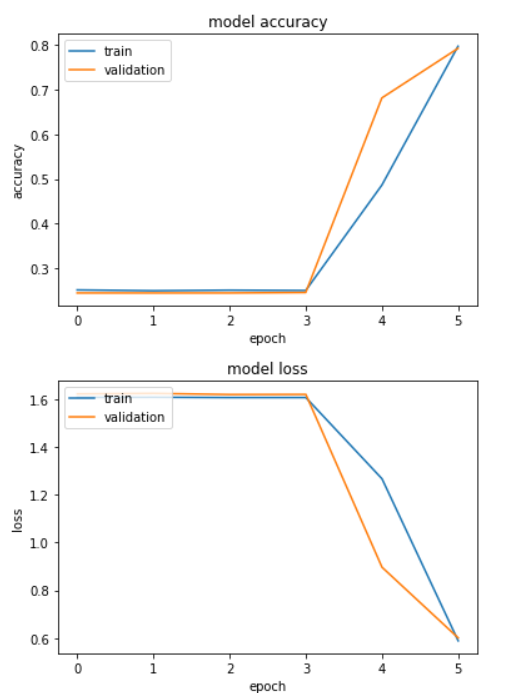 model accuracy
train
validation
0.8
0.7
0.6
0.5
0.4
0.3
accuracy
0 1 2 3 4 5
epoch
model loss
train
validation
1.6
1.4
1.2
1.0
0.8
0.6
loss
0 1 2 3 4 5
epoch